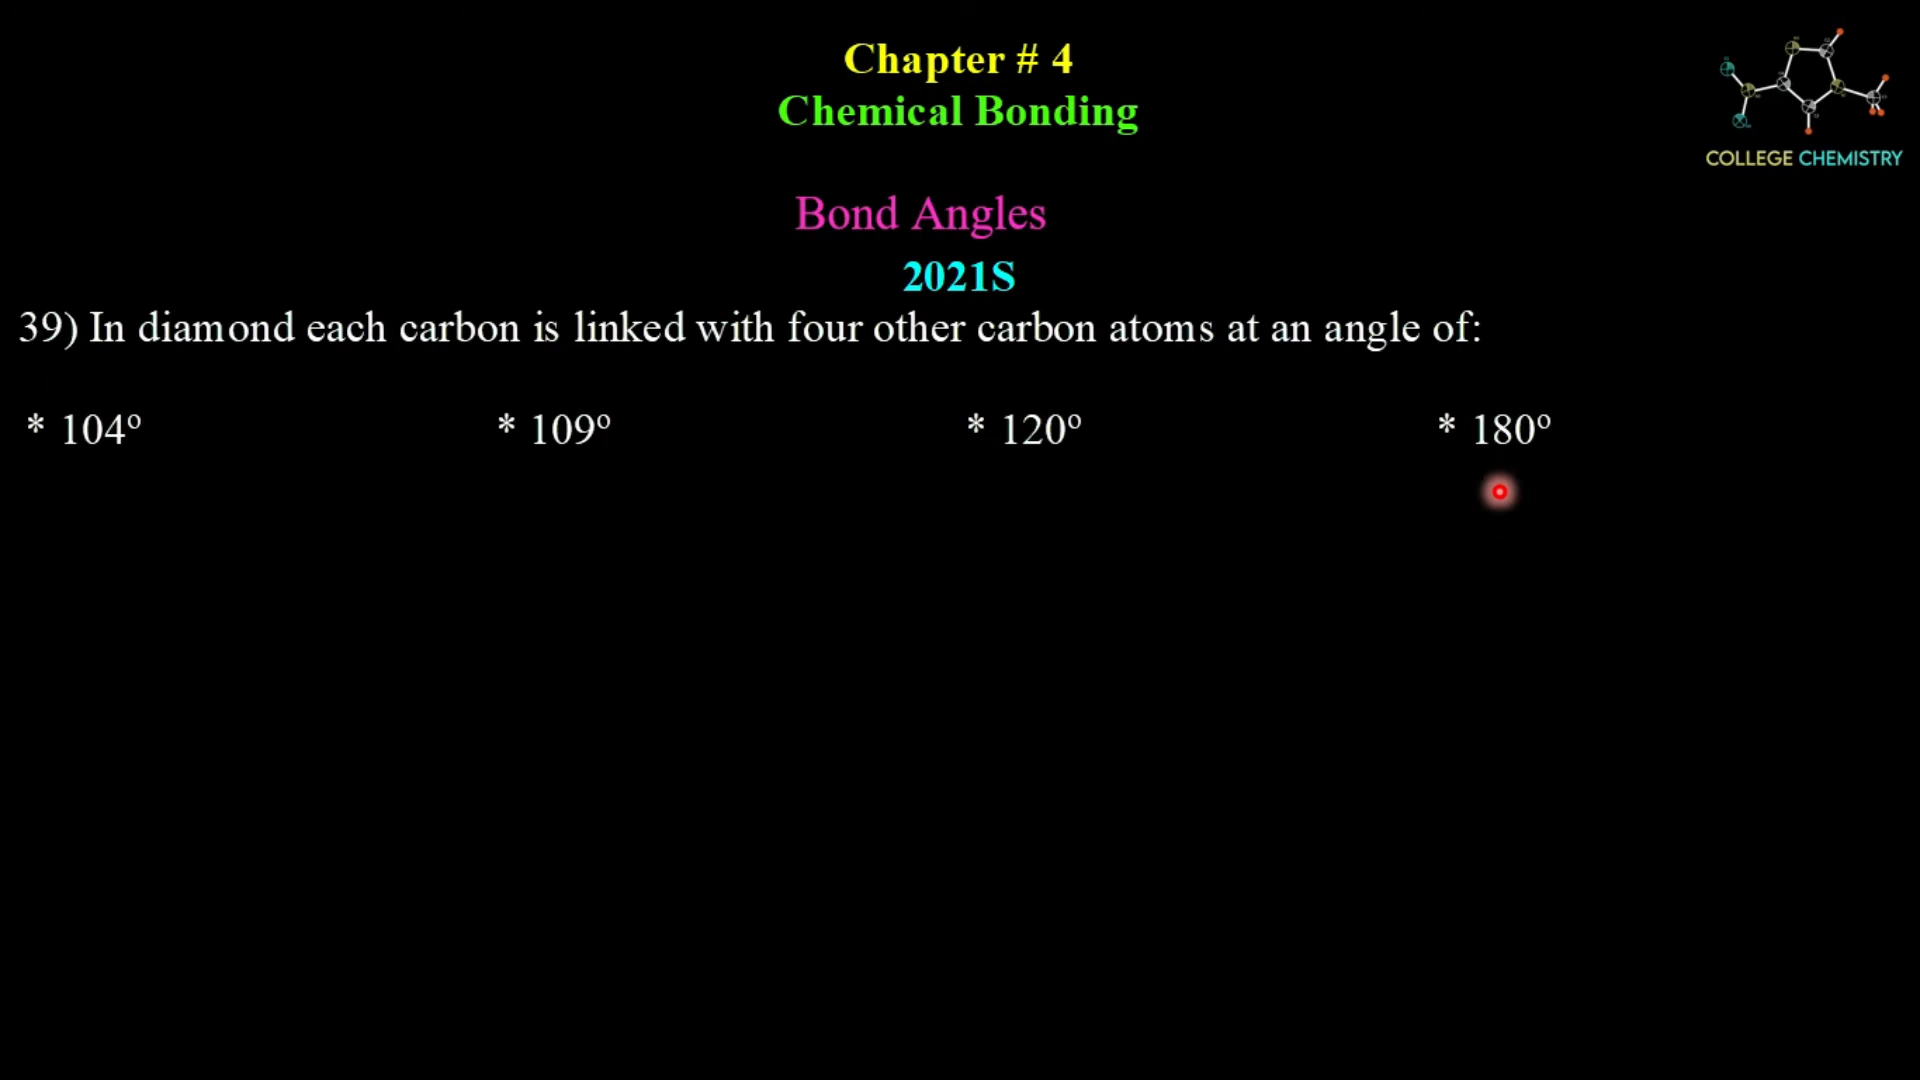 Chapter # 4
Chemical Bonding
COLLEGE CHEMISTRY
Bond Angles
2021S
39) In diamond each carbon is linked with four other carbon atoms at an angle of:
* 104º * 109º * 120º * 180º